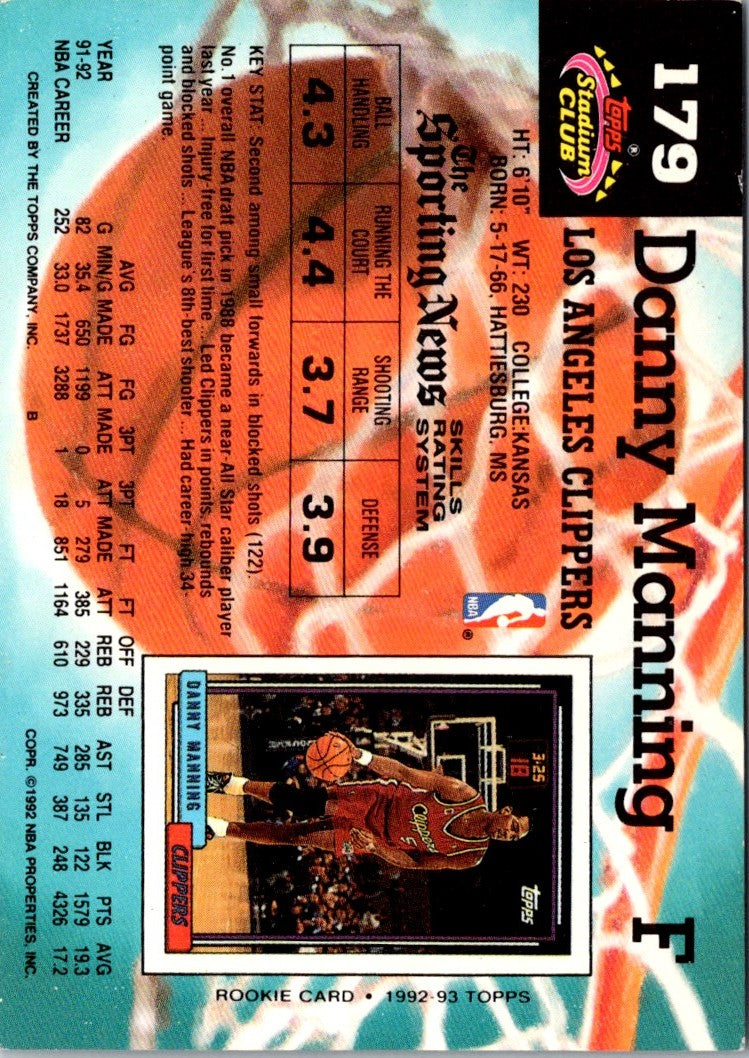 179
Danny Manning F
topps®
Stadium
CLUB
LOS ANGELES CLIPPERS
HT: 6'10" WT: 230 COLLEGE: KANSAS
BORN: 5-17-66, HATTIESBURG, MS
NBA
®
The
Sporting News
SKILLS
RATING
SYSTEM
BALL HANDLING
RUNNING THE COURT
SHOOTING RANGE
DEFENSE
4.3 4.4 3.7 3.9
KEY STAT Second among small forwards in blocked shots (122).
No.1 overall NBA draft pick in 1988 became a near-All Star caliber player
last year ... Injury-free for first time ... Led Clippers in points, rebounds
and blocked shots ... League's 8th-best shooter ... Had career-high 34-
point game.
AVG FG FG 3PT 3PT FT FT OFF DEF
YEAR G MIN/G MADE ATT MADE ATT MADE ATT REB REB AST STL BLK PTS AVG
91-92 82 35.4 650 1199 0 5 279 385 229 335 285 135 122 1579 19.3
NBA CAREER 252 33.0 1737 3288 1 18 851 1164 610 973 749 387 248 4326 17.2
CREATED BY THE TOPPS COMPANY, INC. B COPR. ©1992 NBA PROPERTIES, INC.
topps
3:25
18
Clippers
5
DANNY MANNING
CLIPPERS
ROOKIE CARD • 1992-93 TOPPS